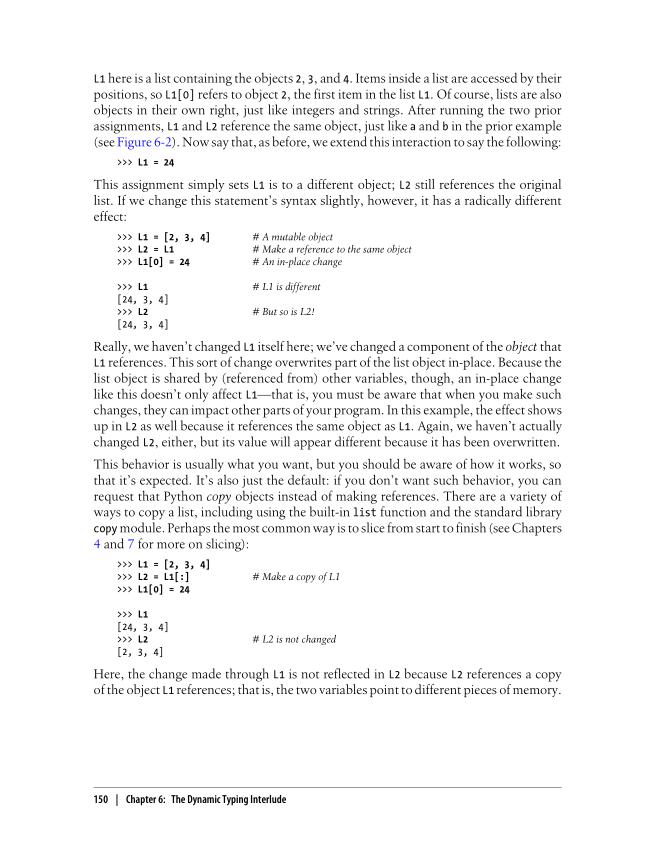 L1 here is a list containing the objects 2, 3, and 4. Items inside a list are accessed by their
positions, so L1[0] refers to object 2, the first item in the list L1. Of course, lists are also
objects in their own right, just like integers and strings. After running the two prior
assignments, L1 and L2 reference the same object, just like a and b in the prior example
(see Figure 6-2). Now say that, as before, we extend this interaction to say the following:
>>> L1 = 24
This assignment simply sets L1 is to a different object; L2 still references the original
list. If we change this statement's syntax slightly, however, it has a radically different
effect:
>>> L1 = [2, 3, 4] # A mutable object
>>> L2 = L1 # Make a reference to the same object
>>> L1[0] = 24 # An in-place change
>>> L1 # L1 is different
[24, 3, 4]
>>> L2 # But so is L2!
[24, 3, 4]
Really, we haven't changed L1 itself here; we've changed a component of the object that
L1 references. This sort of change overwrites part of the list object in-place. Because the
list object is shared by (referenced from) other variables, though, an in-place change
like this doesn't only affect L1—that is, you must be aware that when you make such
changes, they can impact other parts of your program. In this example, the effect shows
up in L2 as well because it references the same object as L1. Again, we haven't actually
changed L2, either, but its value will appear different because it has been overwritten.
This behavior is usually what you want, but you should be aware of how it works, so
that it's expected. It's also just the default: if you don't want such behavior, you can
request that Python copy objects instead of making references. There are a variety of
ways to copy a list, including using the built-in list function and the standard library
copy module. Perhaps the most common way is to slice from start to finish (see Chapters
4 and 7 for more on slicing):
>>> L1 = [2, 3, 4]
>>> L2 = L1[:] # Make a copy of L1
>>> L1[0] = 24
>>> L1
[24, 3, 4]
>>> L2 # L2 is not changed
[2, 3, 4]
Here, the change made through L1 is not reflected in L2 because L2 references a copy
of the object L1 references; that is, the two variables point to different pieces of memory.
150 | Chapter 6: The Dynamic Typing Interlude